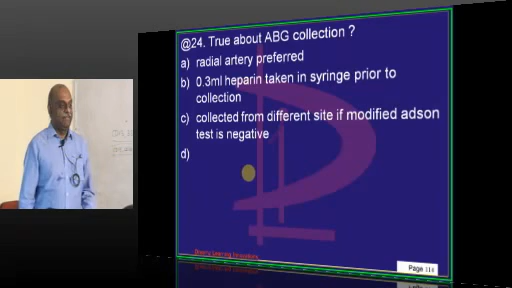 @24. True about ABG collection ?
a) radial artery preferred
b) 0.3ml heparin taken in syringe prior to
collection
c) collected from different site if modified adson
test is negative
d)
Page 114